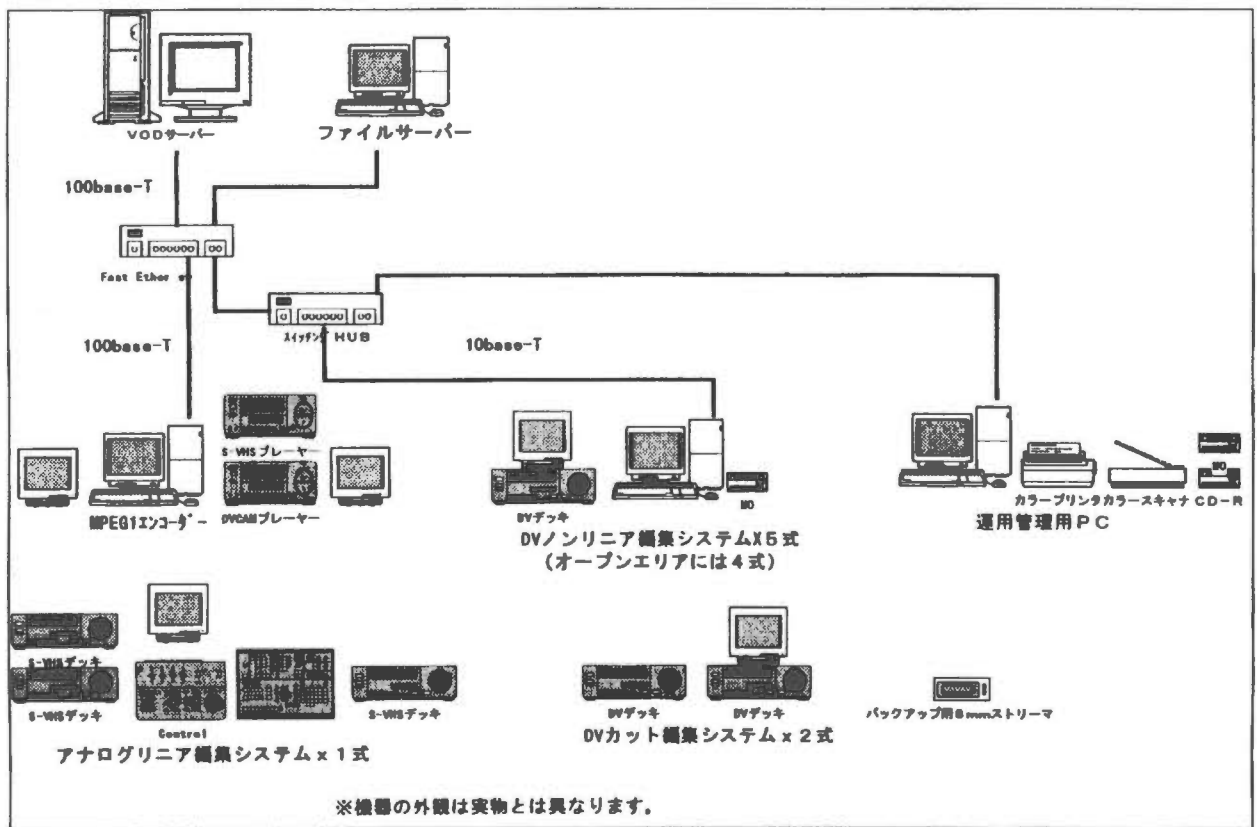 VODサーバー
ファイルサーバー
100base-T
Fast Ether
スイッチング HUB
100base-T
10base-T
S-VHSプレーヤー
MPEG1エンコーダー
DVCAMプレーヤー
DVデッキ
MO
DVノンリニア編集システムX5式
(オープンエリアには4式)
MO
カラープリンタ
カラースキャナ
CD-R
運用管理用PC
S-VHSデッキ
S-VHSデッキ
Control
S-VHSデッキ
アナログリニア編集システムx1式
DVデッキ
DVデッキ
DVカット編集システムx2式
バックアップ用8mmストリーマ
※機器の外観は実物とは異なります。